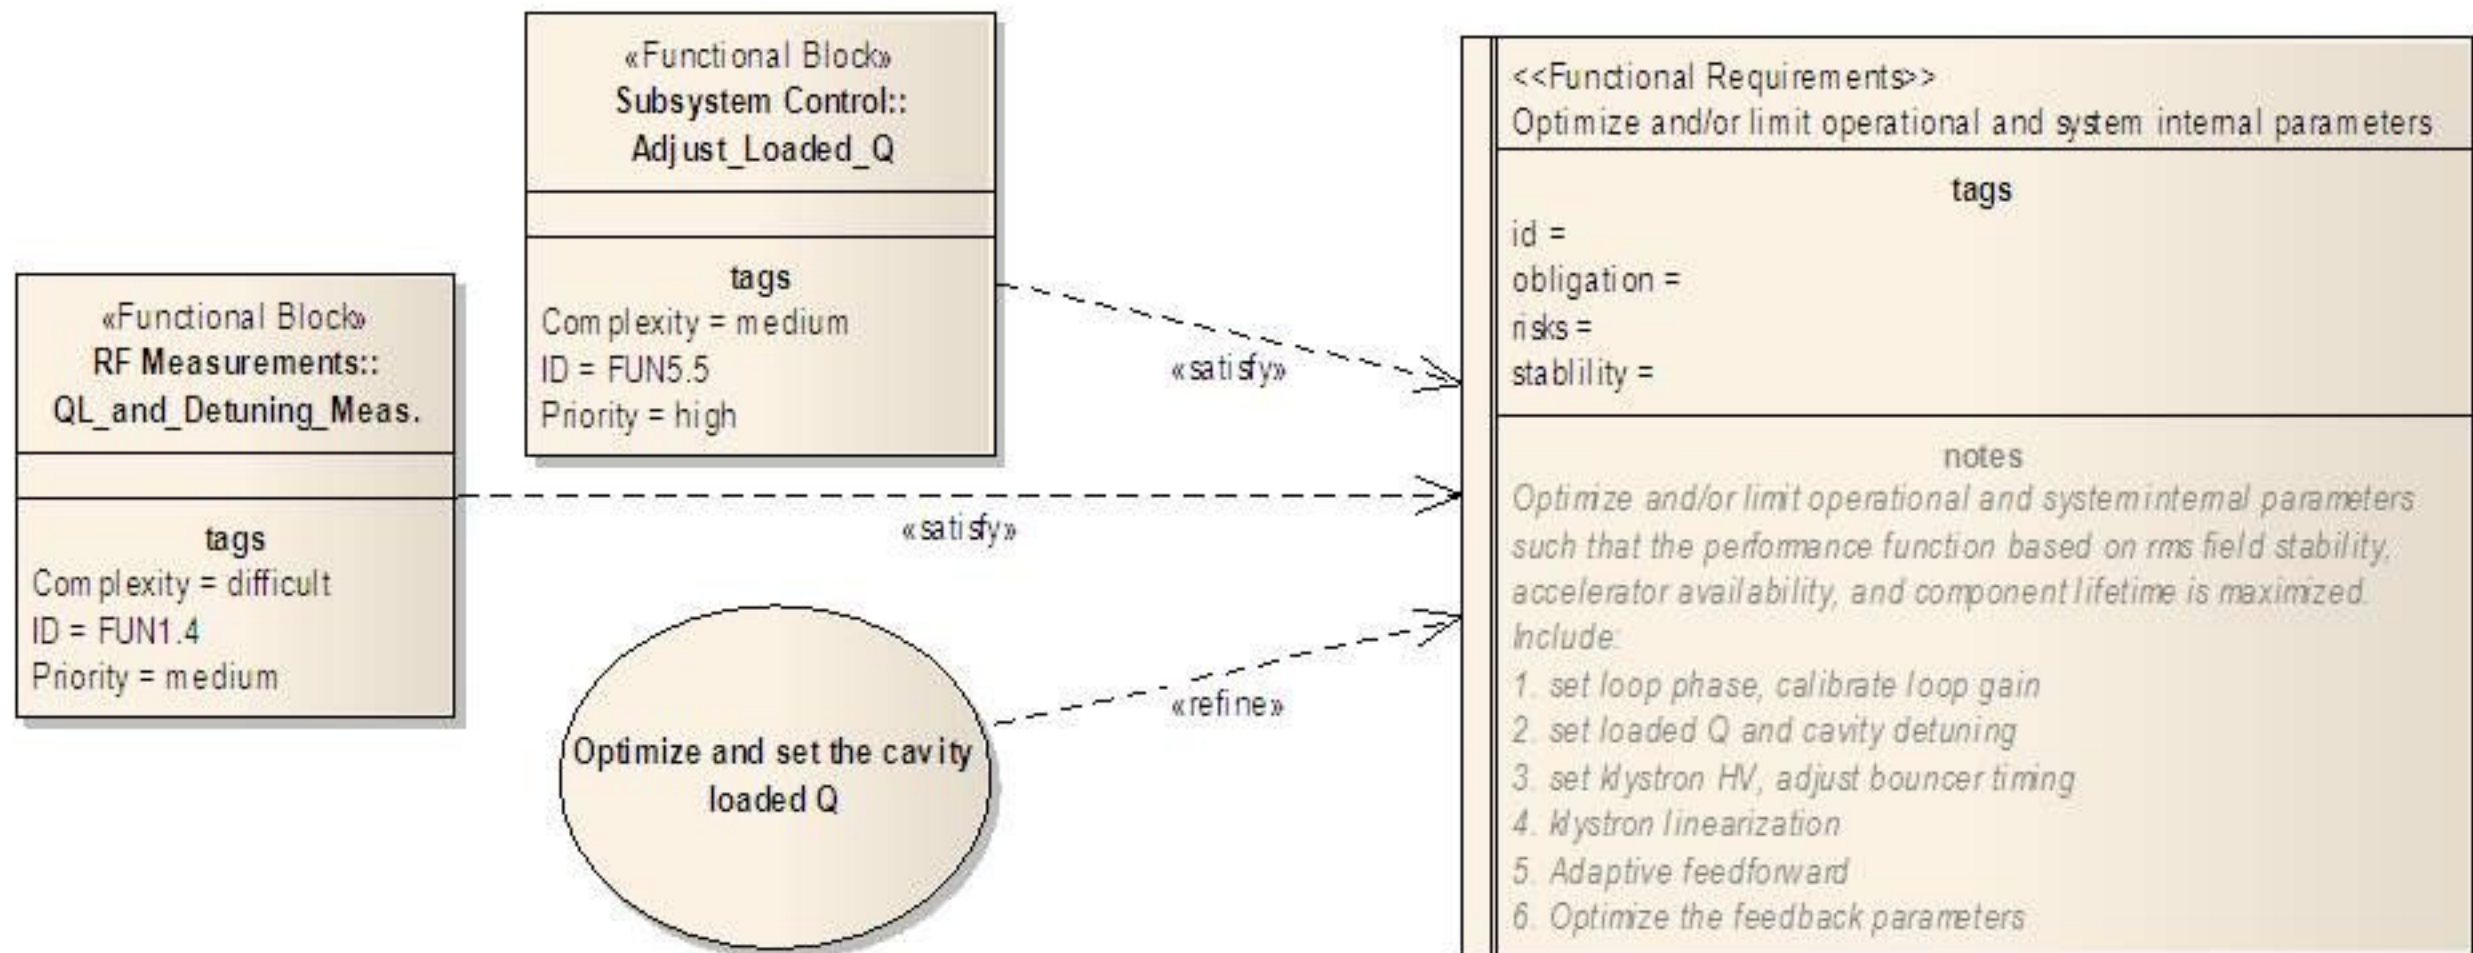 «Functional Block»
Subsystem Control::
Adjust_Loaded_Q
tags
Complexity = medium
ID = FUN5.5
Priority = high
«Functional Block»
RF Measurements::
QL_and_Detuning_Meas.
tags
Complexity = difficult
ID = FUN1.4
Priority = medium
«satisfy»
«satisfy»
«refine»
Optimize and set the cavity
loaded Q
<<Functional Requirements>>
Optimize and/or limit operational and system internal parameters
tags
id =
obligation =
risks =
stablility =
notes
Optimize and/or limit operational and system internal parameters
such that the performance function based on rms field stability,
accelerator availability, and component lifetime is maximized.
Include:
1. set loop phase, calibrate loop gain
2. set loaded Q and cavity detuning
3. set klystron HV, adjust bouncer timing
4. klystron linearization
5. Adaptive feedforward
6. Optimize the feedback parameters